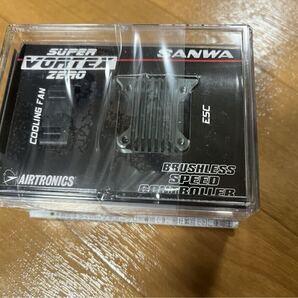 SUPER
VORTEX
ZERO
SANWA
COOLING FAN
ESC
AIRTRONICS
BRUSHLESS
SPEED
CONTROLLER